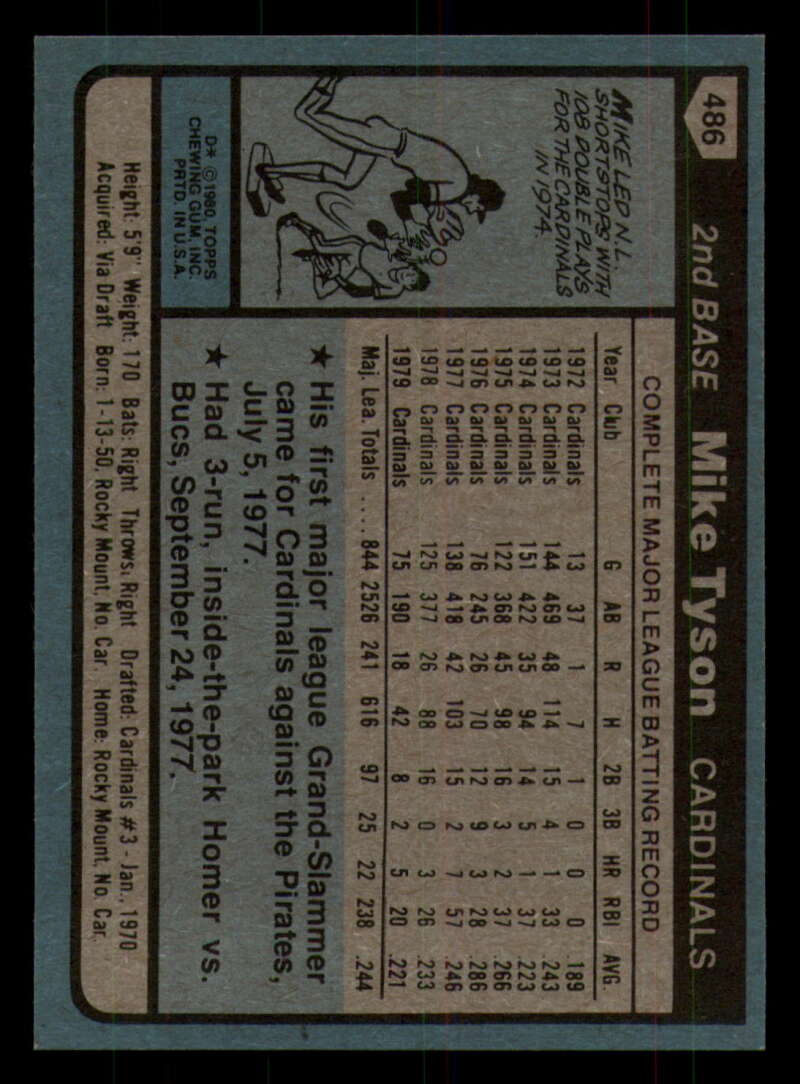 486
2nd BASE Mike Tyson CARDINALS
MIKE LED N.L.
SHORTSTOPS WITH
108 DOUBLE PLAYS
FOR THE CARDINALS
IN 1974.
D* © 1980, TOPPS
CHEWING GUM, INC.
PRTD. IN U.S.A.
COMPLETE MAJOR LEAGUE BATTING RECORD
Year Club G AB R H 2B 3B HR RBI AVG.
1972 Cardinals 13 37 1 7 1 0 0 0 .189
1973 Cardinals 144 469 48 114 15 4 1 33 .243
1974 Cardinals 151 422 35 94 14 5 1 37 .223
1975 Cardinals 122 368 45 98 16 3 2 37 .266
1976 Cardinals 76 245 26 70 12 9 3 28 .286
1977 Cardinals 138 418 42 103 15 2 7 57 .246
1978 Cardinals 125 377 26 88 16 0 3 26 .233
1979 Cardinals 75 190 18 42 8 2 5 20 .221
Maj. Lea. Totals .... 844 2526 241 616 97 25 22 238 .244
★ His first major league Grand-Slammer
came for Cardinals against the Pirates,
July 5, 1977.
★ Had 3-run, inside-the-park Homer vs.
Bucs, September 24, 1977.
Height: 5'9" Weight: 170 Bats: Right Throws: Right Drafted: Cardinals #3 - Jan., 1970
Acquired: Via Draft Born: 1-13-50, Rocky Mount, No. Car. Home: Rocky Mount, No. Car.